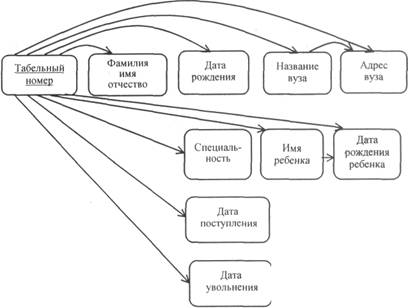 Табельный
номер
Фамилия
имя
отчество
Дата
рождения
Название
вуза
Адрес
вуза
Специаль-
ность
Имя
ребенка
Дата
рождения
ребенка
Дата
поступления
Дата
увольнения